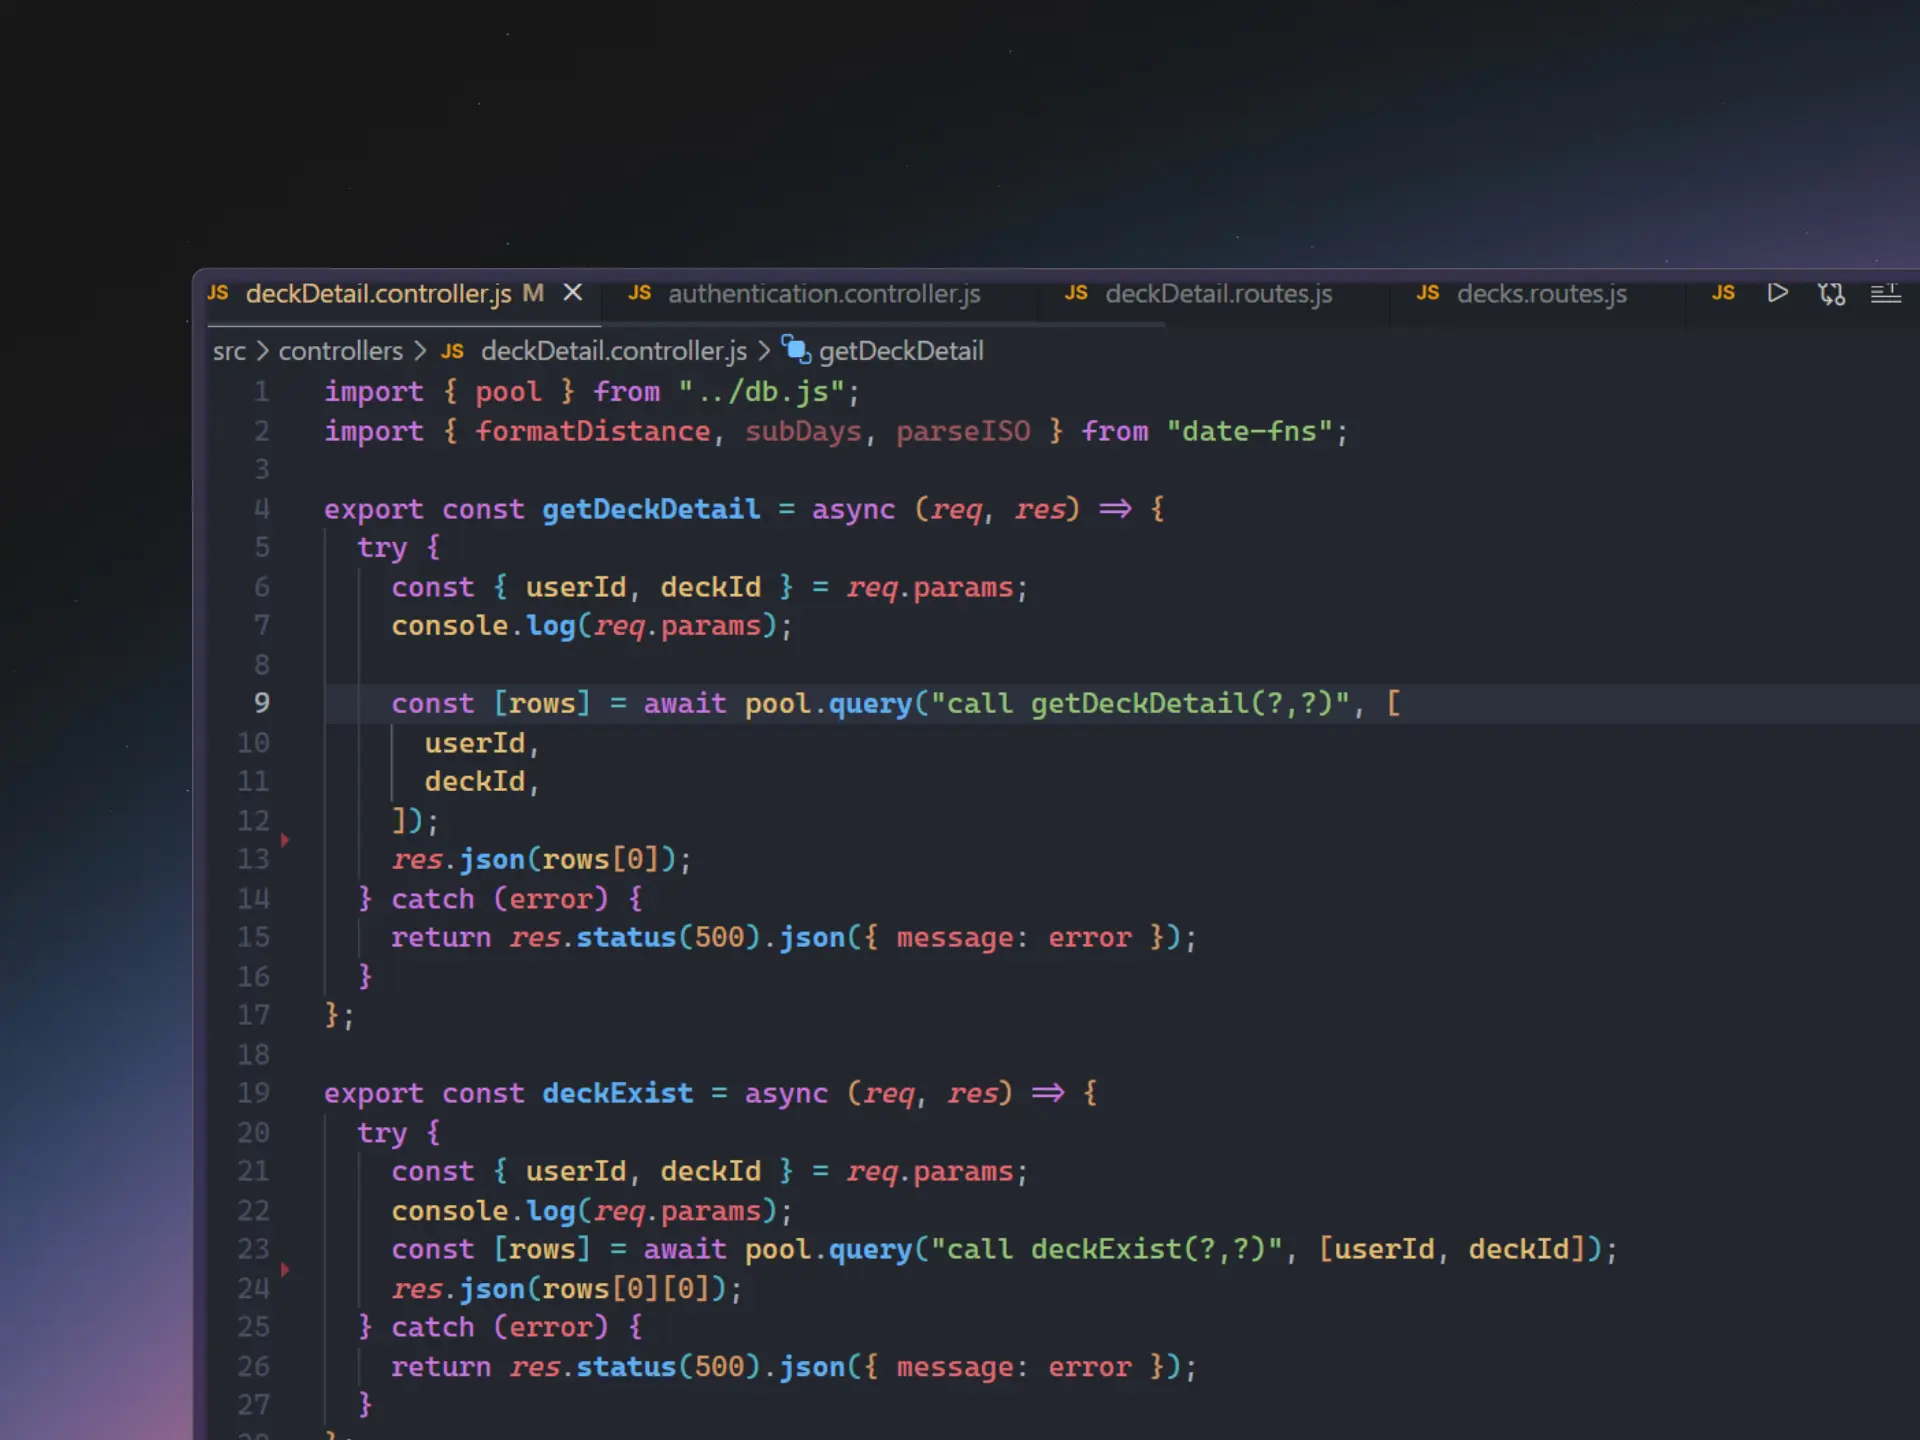 JS deckDetail.controller.js M × JS authentication.controller.js JS deckDetail.routes.js JS decks.routes.js JS
src > controllers > JS deckDetail.controller.js > getDeckDetail
1 import { pool } from "../db.js";
2 import { formatDistance, subDays, parseISO } from "date-fns";
3
4 export const getDeckDetail = async (req, res) => {
5 try {
6 const { userId, deckId } = req.params;
7 console.log(req.params);
8
9 const [rows] = await pool.query("call getDeckDetail(?,?)", [
10 userId,
11 deckId,
12 ]);
13 res.json(rows[0]);
14 } catch (error) {
15 return res.status(500).json({ message: error });
16 }
17 };
18
19 export const deckExist = async (req, res) => {
20 try {
21 const { userId, deckId } = req.params;
22 console.log(req.params);
23 const [rows] = await pool.query("call deckExist(?,?)", [userId, deckId]);
24 res.json(rows[0][0]);
25 } catch (error) {
26 return res.status(500).json({ message: error });
27 }